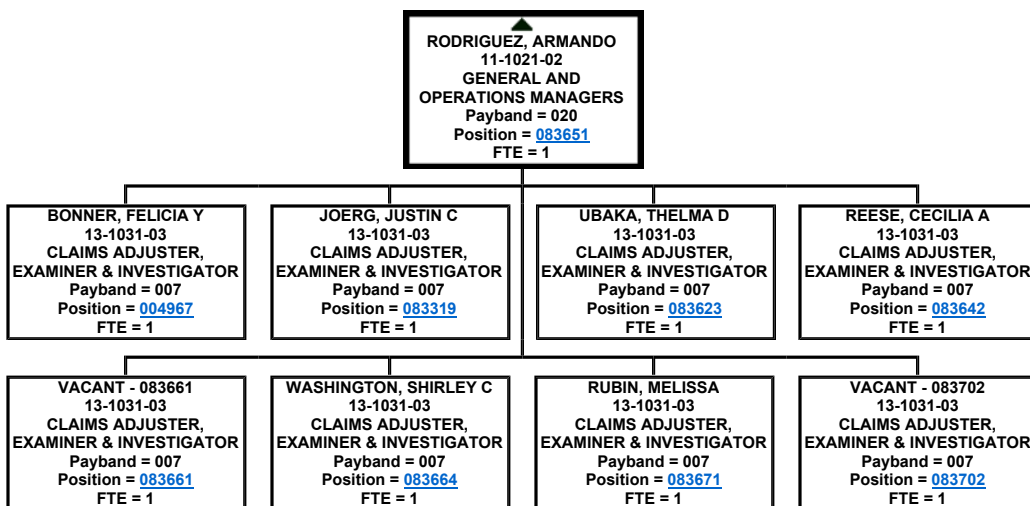 RODRIGUEZ, ARMANDO
11-1021-02
GENERAL AND
OPERATIONS MANAGERS
Payband = 020
Position = 083651
FTE = 1
BONNER, FELICIA Y
13-1031-03
CLAIMS ADJUSTER,
EXAMINER & INVESTIGATOR
Payband = 007
Position = 004967
FTE = 1
JOERG, JUSTIN C
13-1031-03
CLAIMS ADJUSTER,
EXAMINER & INVESTIGATOR
Payband = 007
Position = 083319
FTE = 1
UBAKA, THELMA D
13-1031-03
CLAIMS ADJUSTER,
EXAMINER & INVESTIGATOR
Payband = 007
Position = 083623
FTE = 1
REESE, CECILIA A
13-1031-03
CLAIMS ADJUSTER,
EXAMINER & INVESTIGATOR
Payband = 007
Position = 083642
FTE = 1
VACANT - 083661
13-1031-03
CLAIMS ADJUSTER,
EXAMINER & INVESTIGATOR
Payband = 007
Position = 083661
FTE = 1
WASHINGTON, SHIRLEY C
13-1031-03
CLAIMS ADJUSTER,
EXAMINER & INVESTIGATOR
Payband = 007
Position = 083664
FTE = 1
RUBIN, MELISSA
13-1031-03
CLAIMS ADJUSTER,
EXAMINER & INVESTIGATOR
Payband = 007
Position = 083671
FTE = 1
VACANT - 083702
13-1031-03
CLAIMS ADJUSTER,
EXAMINER & INVESTIGATOR
Payband = 007
Position = 083702
FTE = 1